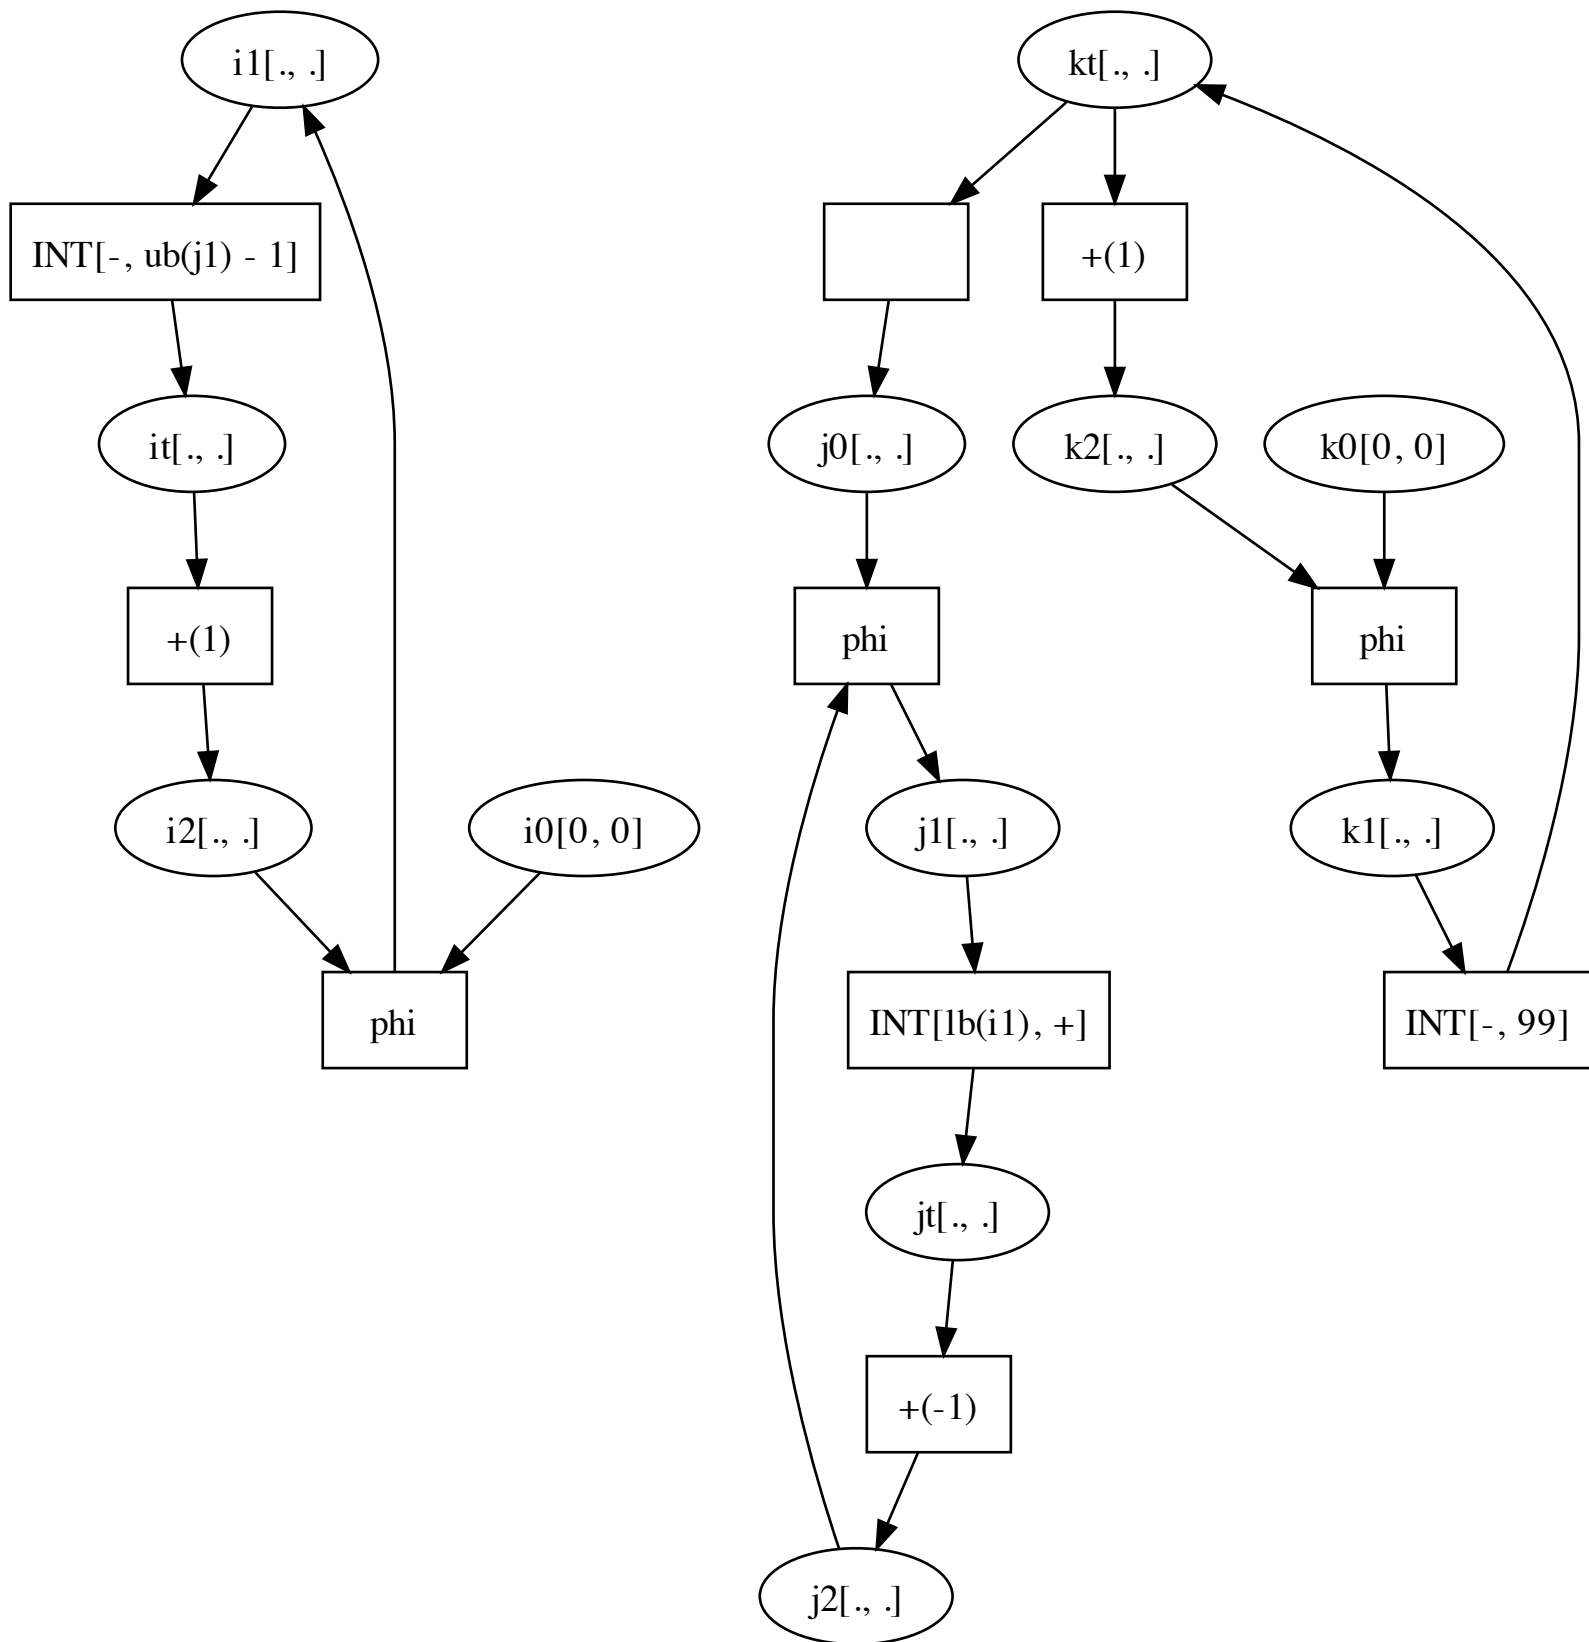 i1[., .]
kt[., .]
INT[-, ub(j1) - 1]
+(1)
it[., .]
j0[., .]
k2[., .]
k0[0, 0]
+(1)
phi
phi
i2[., .]
i0[0, 0]
j1[., .]
k1[., .]
phi
INT[lb(i1), +]
INT[-, 99]
jt[., .]
+(-1)
j2[., .]